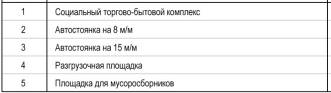 1 Социальный торгово-бытовой комплекс
2 Автостоянка на 8 м/м
3 Автостоянка на 15 м/м
4 Разгрузочная площадка
5 Площадка для мусоросборников